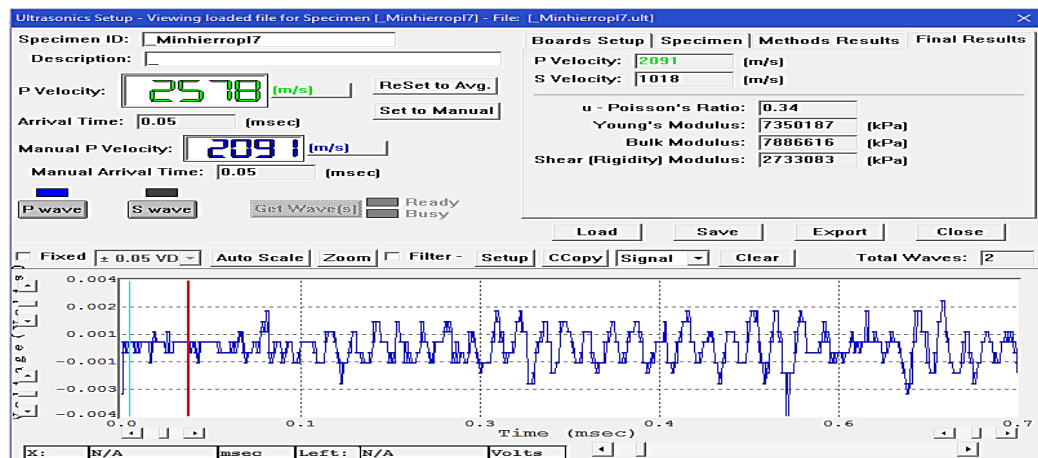 Ultrasonics Setup - Viewing loaded file for Specimen [_Minhierropl7] - File: [_Minhierropl7.ult]
Specimen ID: _Minhierropl7
Description: _
P Velocity: 2578 (m/s)
ReSet to Avg.
Set to Manual
Arrival Time: 0.05 (msec)
Manual P Velocity: 2091 (m/s)
Manual Arrival Time: 0.05 (msec)
P wave S wave Get Wave(s) Ready
Busy
Boards Setup Specimen Methods Results Final Results
P Velocity: 2091 (m/s)
S Velocity: 1018 (m/s)
u - Poisson's Ratio: 0.34
Young's Modulus: 7350187 (kPa)
Bulk Modulus: 7886616 (kPa)
Shear (Rigidity) Modulus: 2733083 (kPa)
Load Save Export Close
Fixed ± 0.05 VD Auto Scale Zoom Filter - Setup CCopy Signal Clear Total Waves: 2
Voltage (Volts)
0.004
0.002
0.001
-0.001
-0.003
-0.004
0.0 0.1 0.3 0.4 0.6 0.7
Time (msec)
X: N/A msec Left: N/A Volts